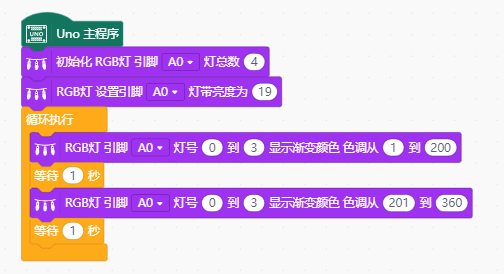 UNO Uno 主程序
初始化 RGB灯 引脚 A0 灯总数 4
RGB灯 设置引脚 A0 灯带亮度为 19
循环执行
RGB灯 引脚 A0 灯号 0 到 3 显示渐变颜色 色调从 1 到 200
等待 1 秒
RGB灯 引脚 A0 灯号 0 到 3 显示渐变颜色 色调从 201 到 360
等待 1 秒